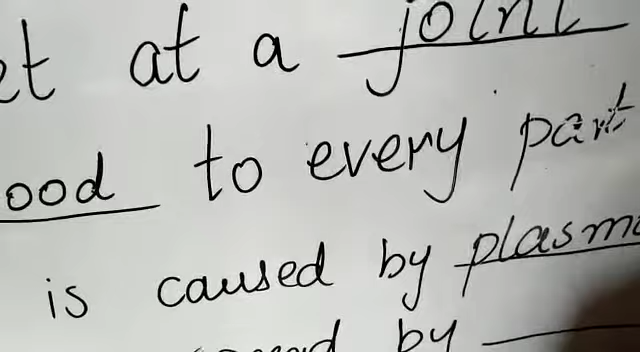 at a joint
ood to every part
is caused by plasm
by